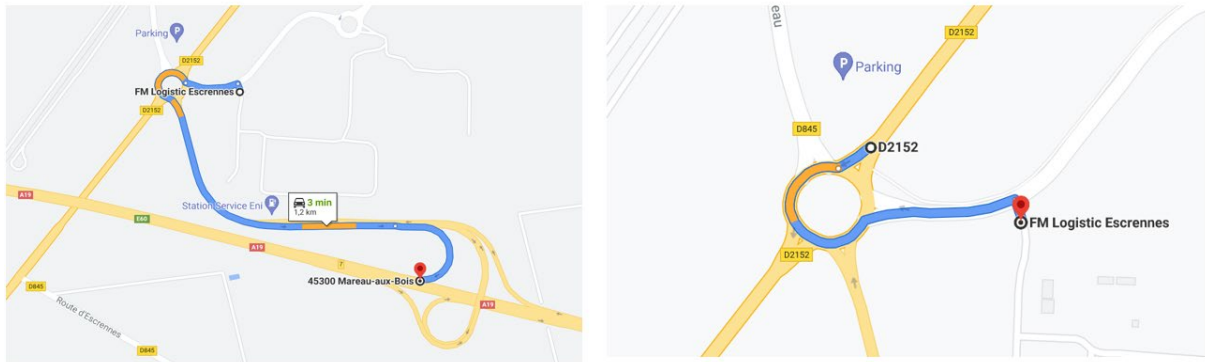 Parking
D2152
FM Logistic Escrennes
D2152
Station Service Eni
3 min
1,2 km
A19
E60
A19
7
45300 Mareau-aux-Bois
A19
D845
Route d'Escrennes
D845
eau
D2152
Parking
D845
D2152
FM Logistic Escrennes
D2152